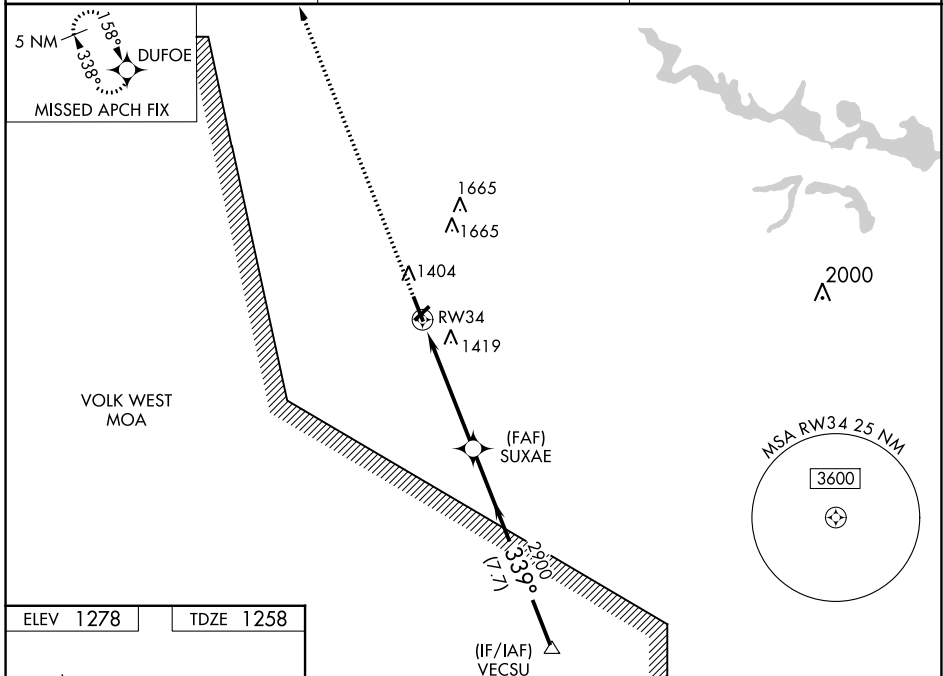 158°
5 NM
338°
DUFOE
MISSED APCH FIX
1665
1665
1404
2000
RW34
1419
VOLK WEST
MOA
(FAF)
SUXAE
MSA RW34 25 NM
3600
2900
339°
(7.7)
ELEV 1278
TDZE 1258
(IF/IAF)
VECSU